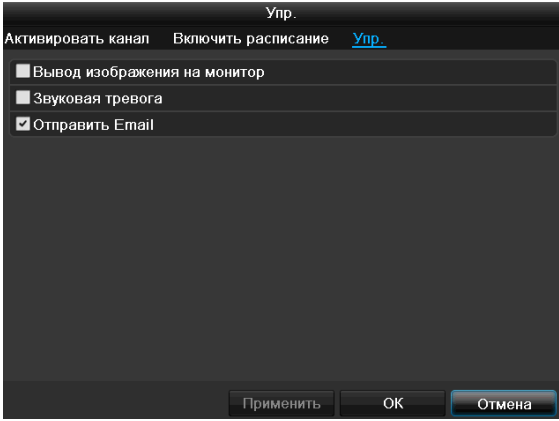 Упр.
Активировать канал Включить расписание Упр.
Вывод изображения на монитор
Звуковая тревога
Отправить Email
Применить OK Отмена